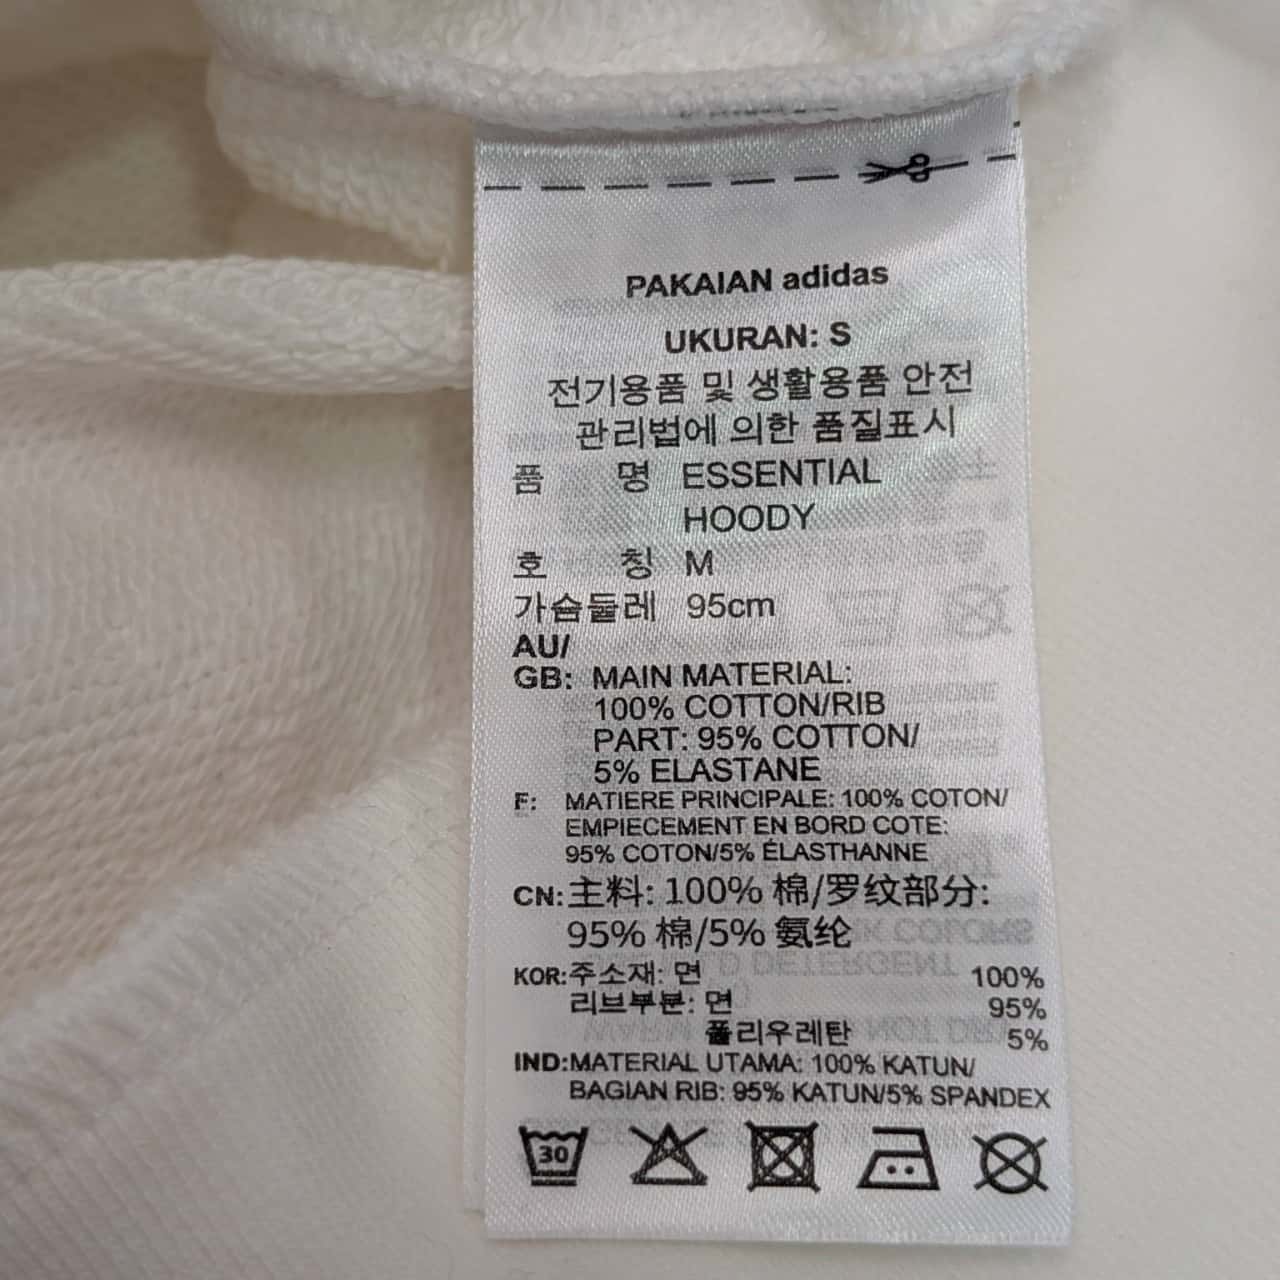 PAKAIAN adidas
UKURAN: S
전기용품 및 생활용품 안전
관리법에 의한 품질표시
품 명 ESSENTIAL
HOODY
호 칭 M
가슴둘레 95cm
AU/
GB: MAIN MATERIAL:
100% COTTON/RIB
PART: 95% COTTON/
5% ELASTANE
F: MATIERE PRINCIPALE: 100% COTON/
EMPIECEMENT EN BORD COTE:
95% COTON/5% ÉLASTHANNE
CN: 主料: 100% 棉/罗纹部分:
95% 棉/5% 氨纶
KOR: 주소재: 면 100%
리브부분: 면 95%
폴리우레탄 5%
IND: MATERIAL UTAMA: 100% KATUN/
BAGIAN RIB: 95% KATUN/5% SPANDEX
30